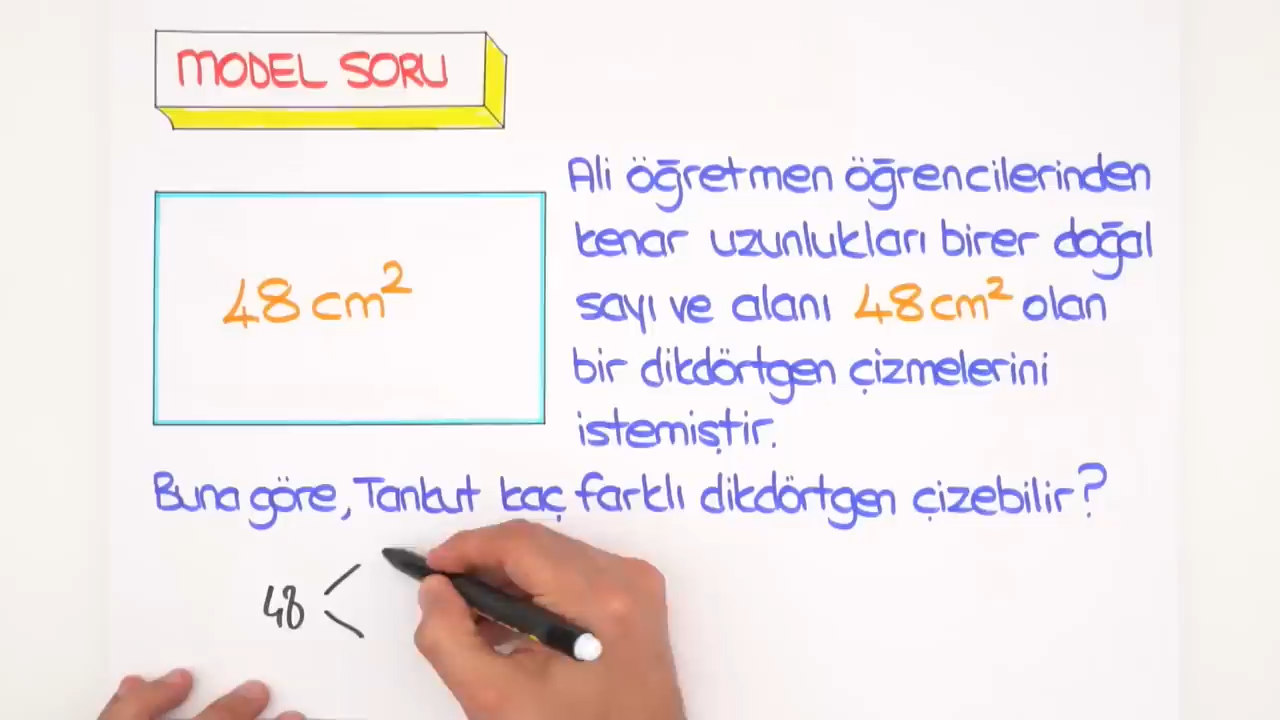 MODEL SORU
48 cm²
Ali öğretmen öğrencilerinden
kenar uzunlukları birer doğal
sayı ve alanı 48 cm² olan
bir dikdörtgen çizmelerini
istemiştir.
Buna göre, Tankut kaç farklı dikdörtgen çizebilir?
48